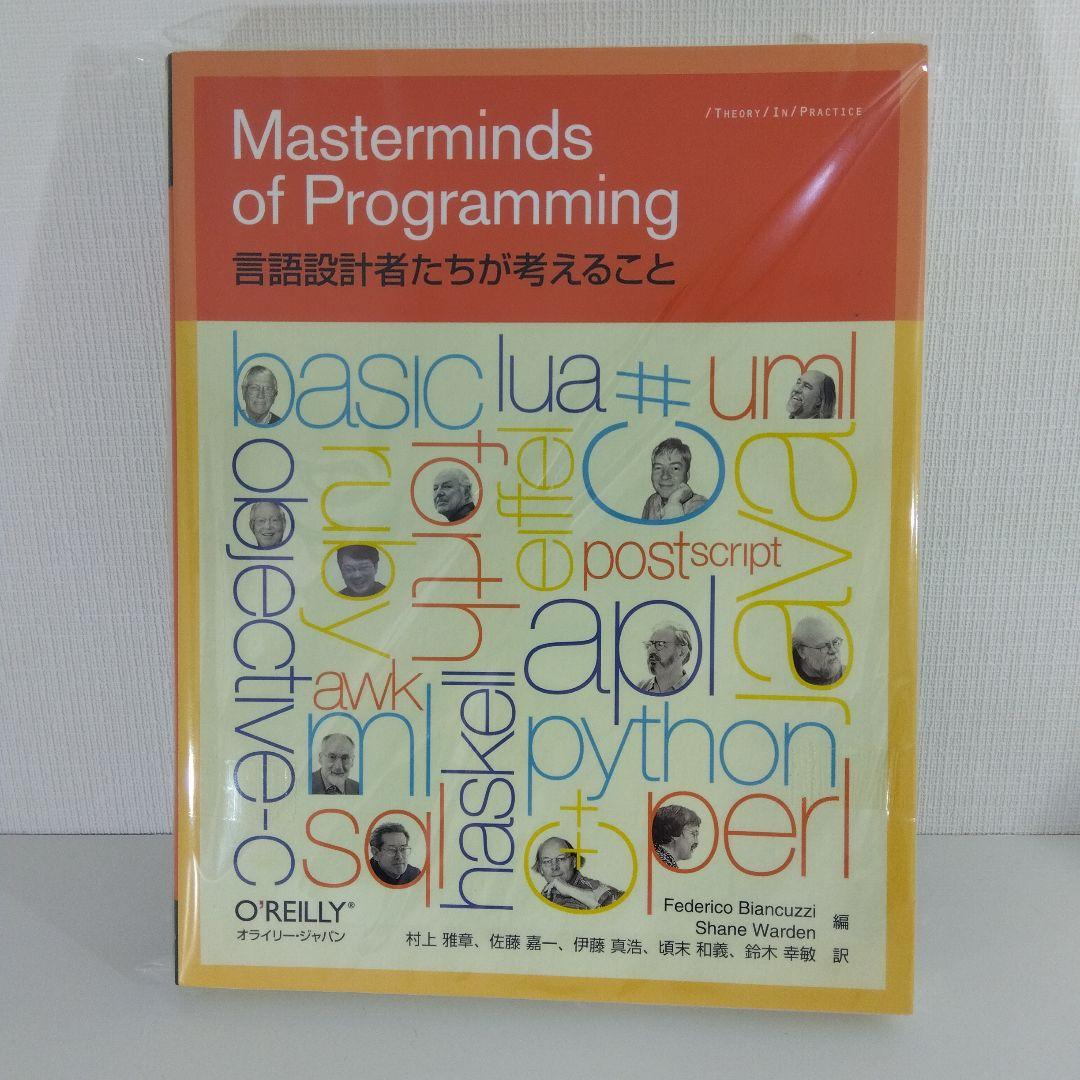 /THEORY/IN/PRACTICE
Masterminds
of Programming
言語設計者たちが考えること
basic lua C# uml
objective-c ruby forth eiffel java
postscript
apl
awk
ml haskell python
sql C++ perl
O'REILLY®
オライリー・ジャパン
Federico Biancuzzi
Shane Warden 編
村上 雅章、佐藤 嘉一、伊藤 真浩、頃末 和義、鈴木 幸敏 訳